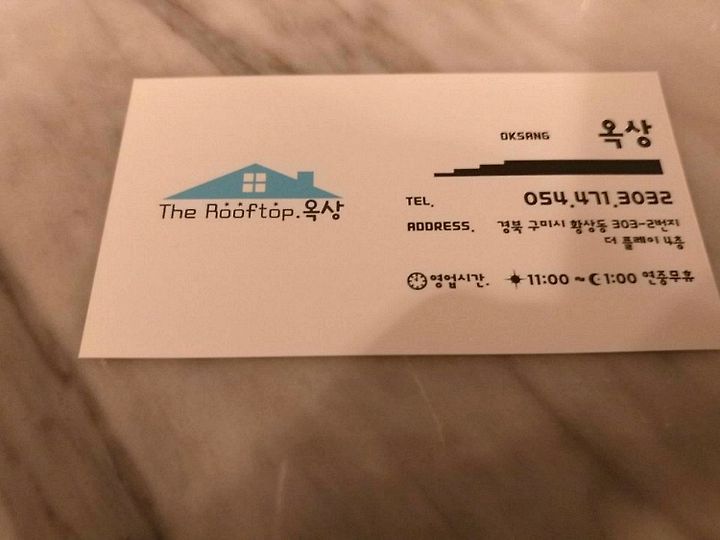 The Rooftop.옥상
OKSANG 옥상
TEL. 054.471.3032
ADDRESS. 경북 구미시 황상동 303-2번지
더 플레이 4층
영업시간. 11:00 ~ 1:00 연중무휴